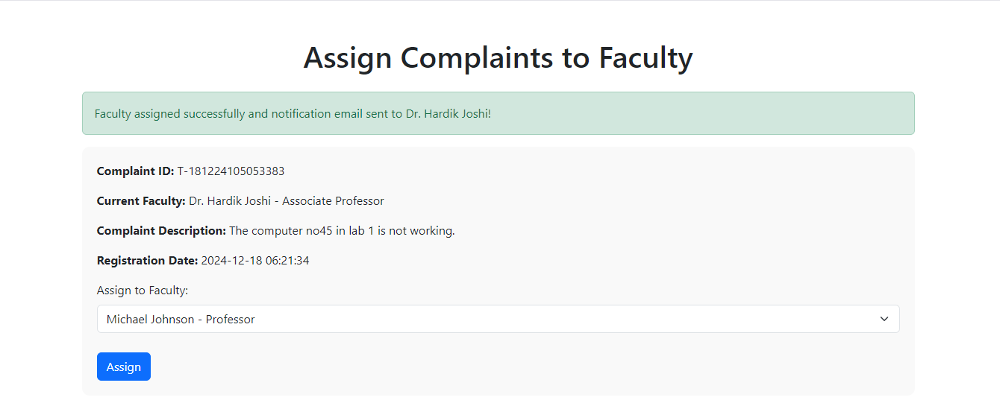 Assign Complaints to Faculty
Faculty assigned successfully and notification email sent to Dr. Hardik Joshi!
Complaint ID: T-181224105053383
Current Faculty: Dr. Hardik Joshi - Associate Professor
Complaint Description: The computer no45 in lab 1 is not working.
Registration Date: 2024-12-18 06:21:34
Assign to Faculty:
Michael Johnson - Professor
Assign